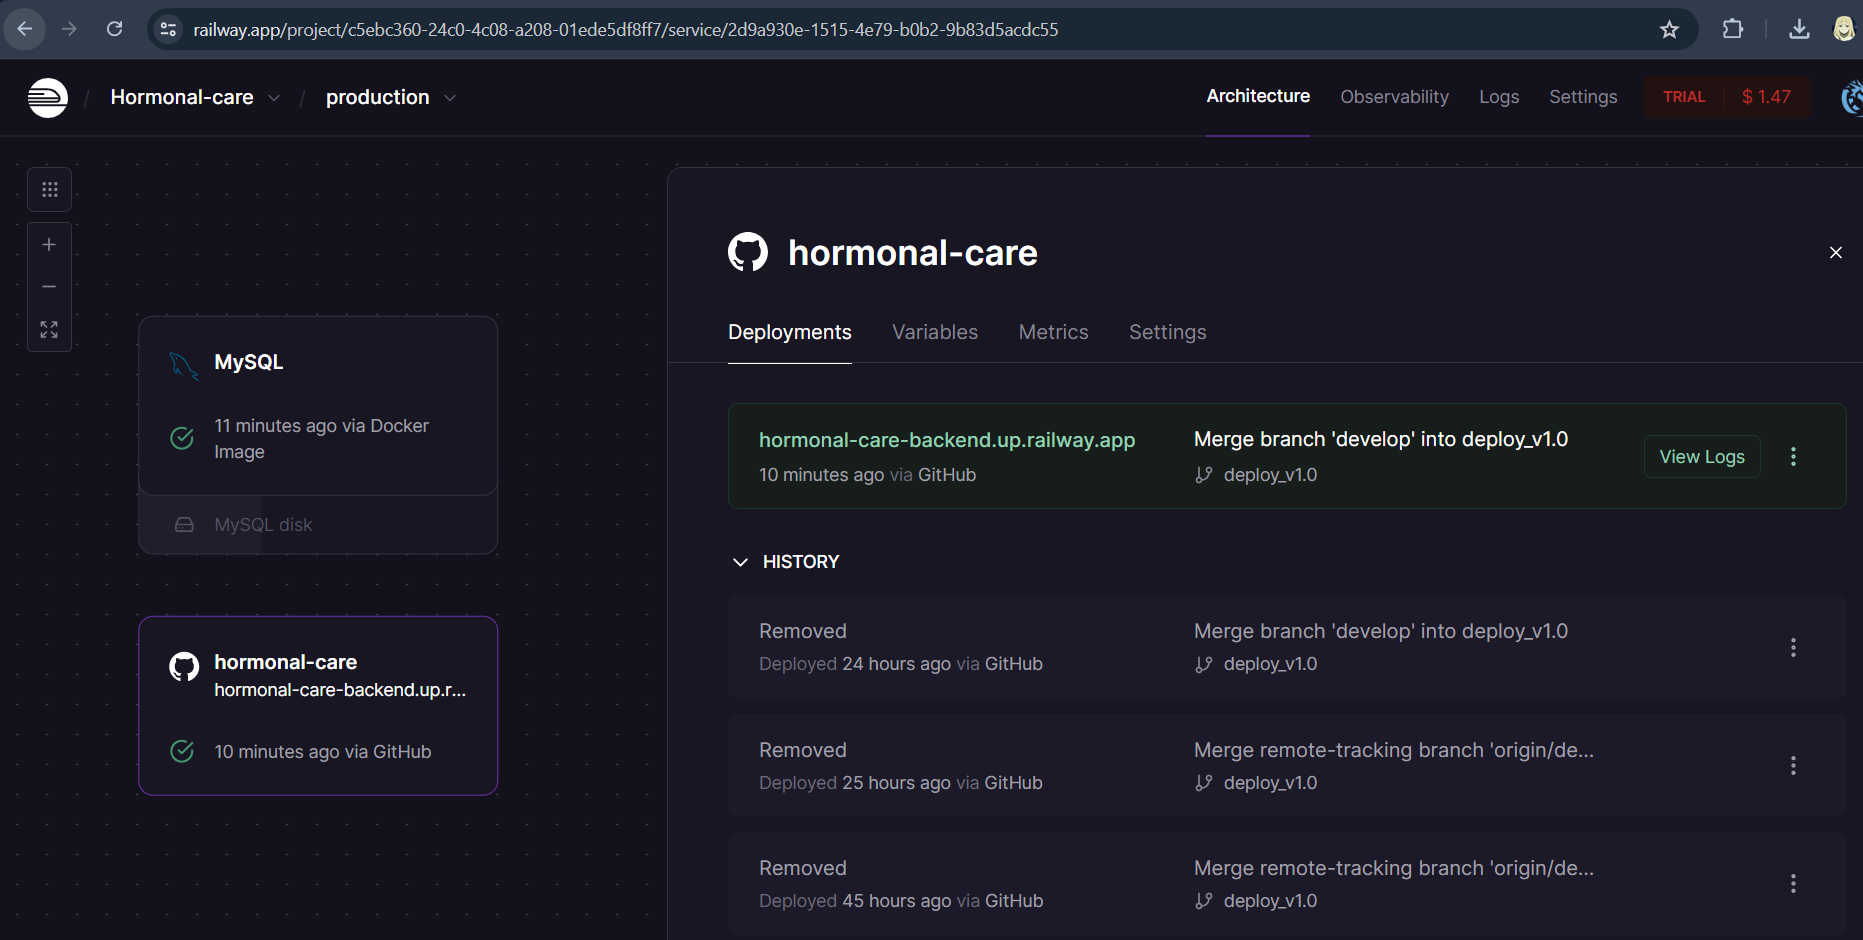 railway.app/project/c5ebc360-24c0-4c08-a208-01ede5df8ff7/service/2d9a930e-1515-4e79-b0b2-9b83d5acdc55
/ Hormonal-care / production
Architecture Observability Logs Settings TRIAL $ 1.47
MySQL
11 minutes ago via Docker
Image
MySQL disk
hormonal-care
hormonal-care-backend.up.r...
10 minutes ago via GitHub
hormonal-care
Deployments Variables Metrics Settings
hormonal-care-backend.up.railway.app
10 minutes ago via GitHub
Merge branch 'develop' into deploy_v1.0
deploy_v1.0
View Logs
HISTORY
Removed
Deployed 24 hours ago via GitHub
Merge branch 'develop' into deploy_v1.0
deploy_v1.0
Removed
Deployed 25 hours ago via GitHub
Merge remote-tracking branch 'origin/de...
deploy_v1.0
Removed
Deployed 45 hours ago via GitHub
Merge remote-tracking branch 'origin/de...
deploy_v1.0